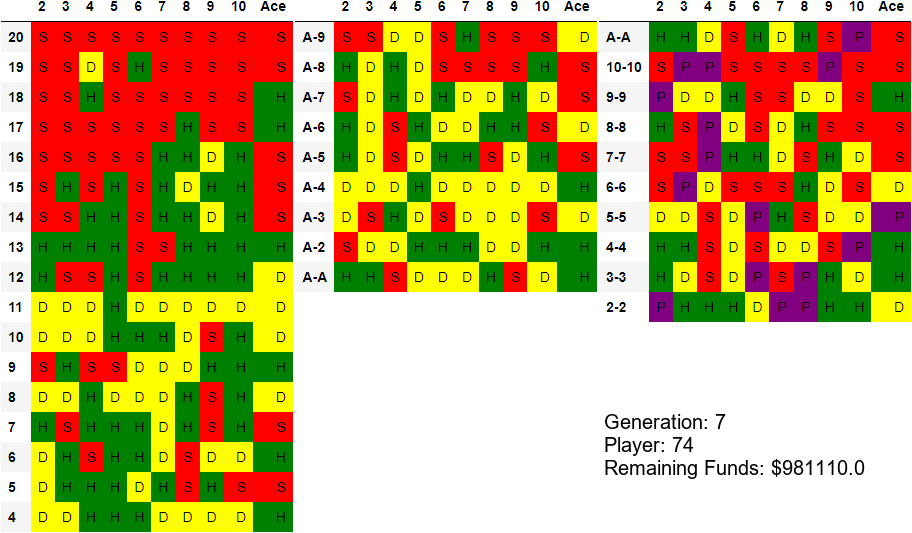 2 3 4 5 6 7 8 9 10 Ace
20 S S S S S S S S S S
19 S S D S H S S S S S
18 S S H S S S S S S H
17 S S S S S S H S S H
16 S S S S S H H D H S
15 S H S H S H D H H S
14 S S H H S H H D H S
13 H H H H S S H H H H
12 H S S H S H H H H D
11 D D D H D D D D D D
10 D D D H H H D S H D
9 S H S S D D D H H H
8 D D H D D D H S H D
7 H S H H H D H S H S
6 D H S H H D S D D H
5 D H H H D H S H S S
4 D D H H H D D D D H
2 3 4 5 6 7 8 9 10 Ace
A-9 S S D D S H S S S D
A-8 H D H D S S S S H S
A-7 S D H D H D D H D S
A-6 H D S H D D H H S D
A-5 H D S D H H S D H S
A-4 D D D H D D D D D H
A-3 D S H D S D D D S D
A-2 S D D H H H D D H H
A-A H H S D D D H S D H
2 3 4 5 6 7 8 9 10 Ace
A-A H H D S H D H S P S
10-10 S P P S S S S P S S
9-9 P D D H S S D D S H
8-8 H S P D S D H S S S
7-7 S S P H H D S H D S
6-6 S P D S S S H D S D
5-5 D D S D P H S D D P
4-4 H H S D S D D S P H
3-3 H D S D P S P H D H
2-2 P H H H D P P H H D
Generation: 7
Player: 74
Remaining Funds: $981110.0